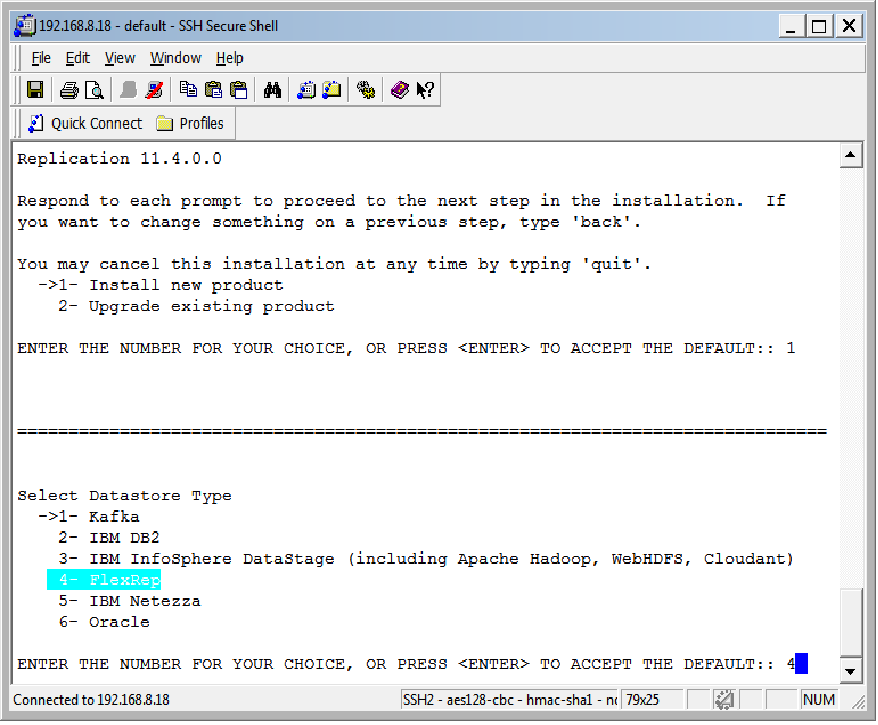 192.168.8.18 - default - SSH Secure Shell
File Edit View Window Help
Quick Connect Profiles
Replication 11.4.0.0
Respond to each prompt to proceed to the next step in the installation. If
you want to change something on a previous step, type 'back'.
You may cancel this installation at any time by typing 'quit'.
->1- Install new product
2- Upgrade existing product
ENTER THE NUMBER FOR YOUR CHOICE, OR PRESS <ENTER> TO ACCEPT THE DEFAULT:: 1
===============================================================================
Select Datastore Type
->1- Kafka
2- IBM DB2
3- IBM InfoSphere DataStage (including Apache Hadoop, WebHDFS, Cloudant)
4- FlexRep
5- IBM Netezza
6- Oracle
ENTER THE NUMBER FOR YOUR CHOICE, OR PRESS <ENTER> TO ACCEPT THE DEFAULT:: 4
Connected to 192.168.8.18 SSH2 - aes128-cbc - hmac-sha1 - nc 79x25 NUM